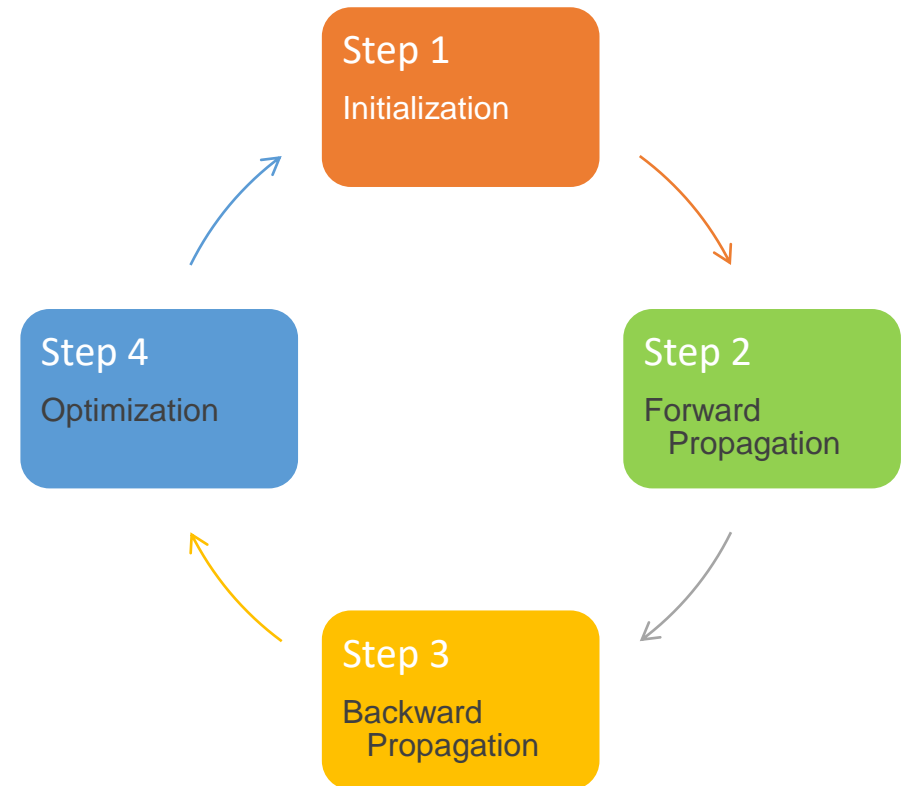 Step 1
Initialization
Step 2
Forward
Propagation
Step 3
Backward
Propagation
Step 4
Optimization